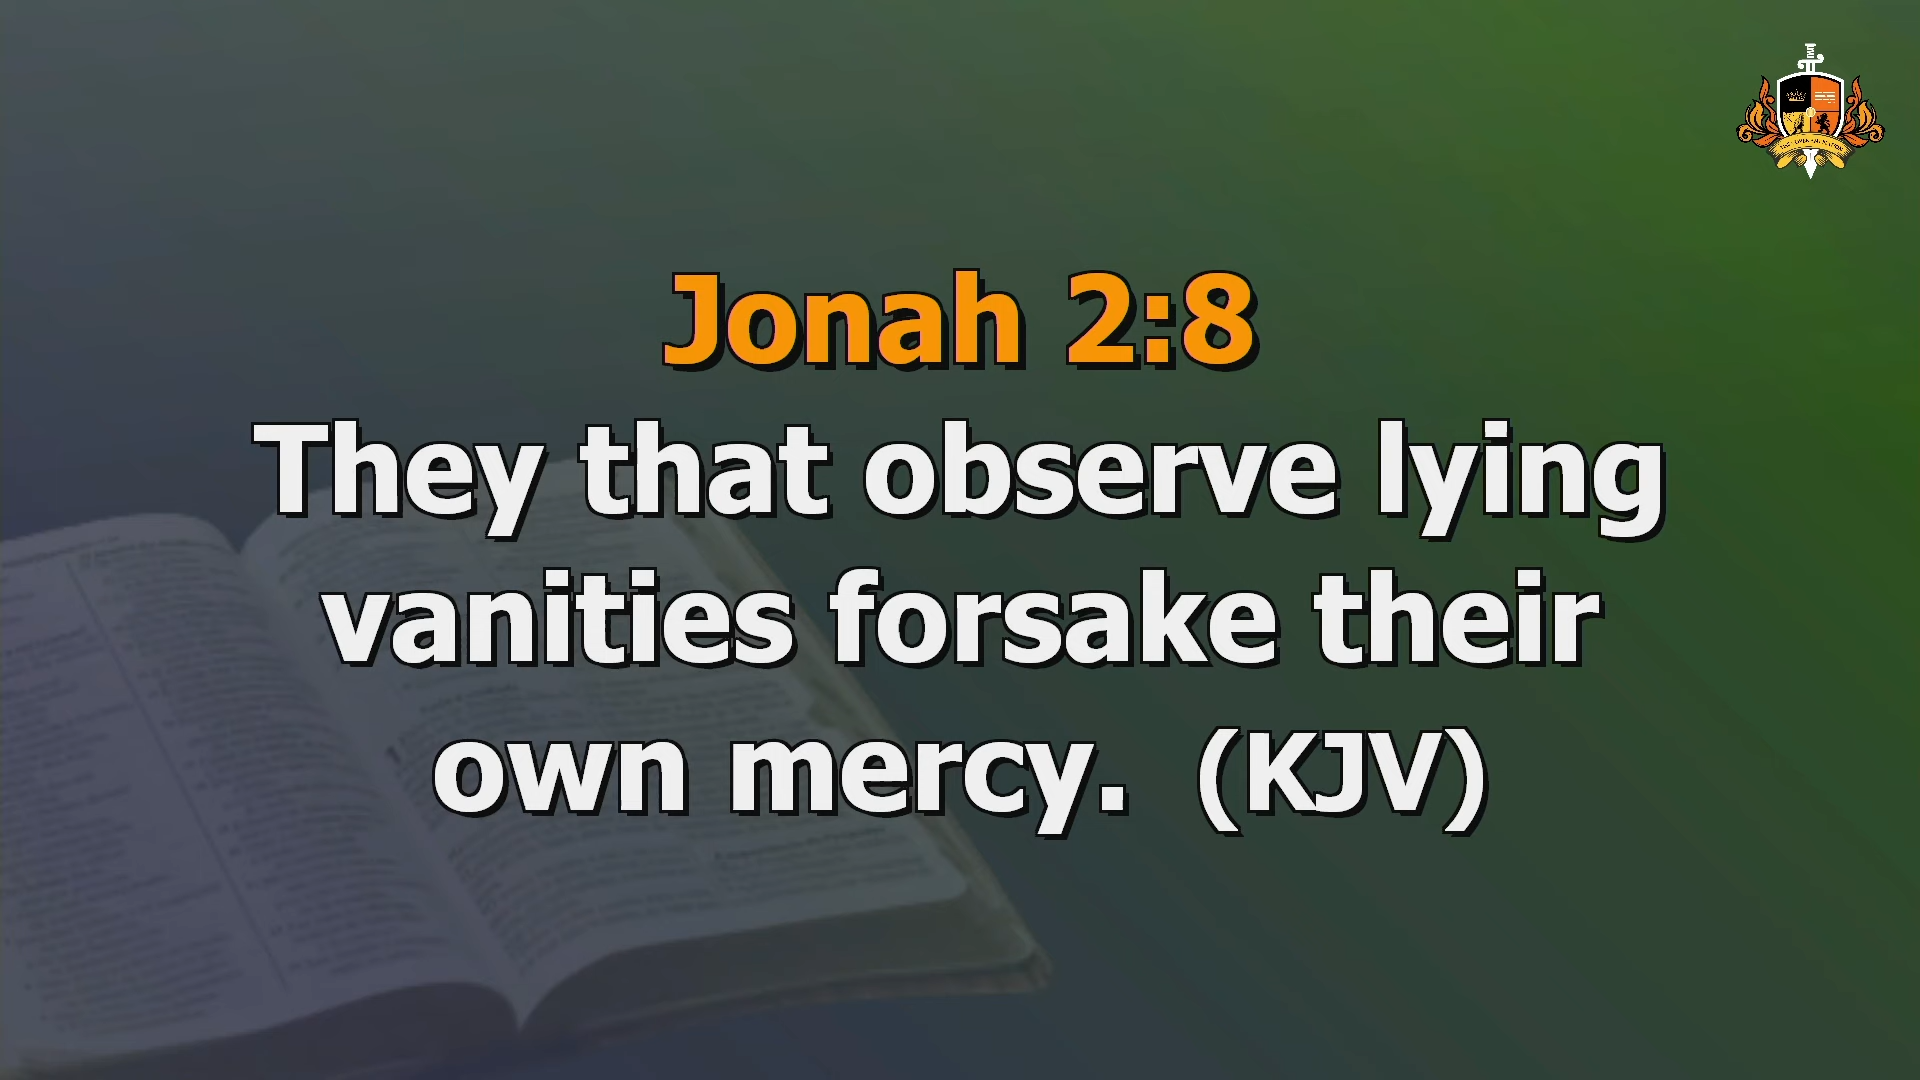 Jonah 2:8
They that observe lying
vanities forsake their
own mercy.  (KJV)